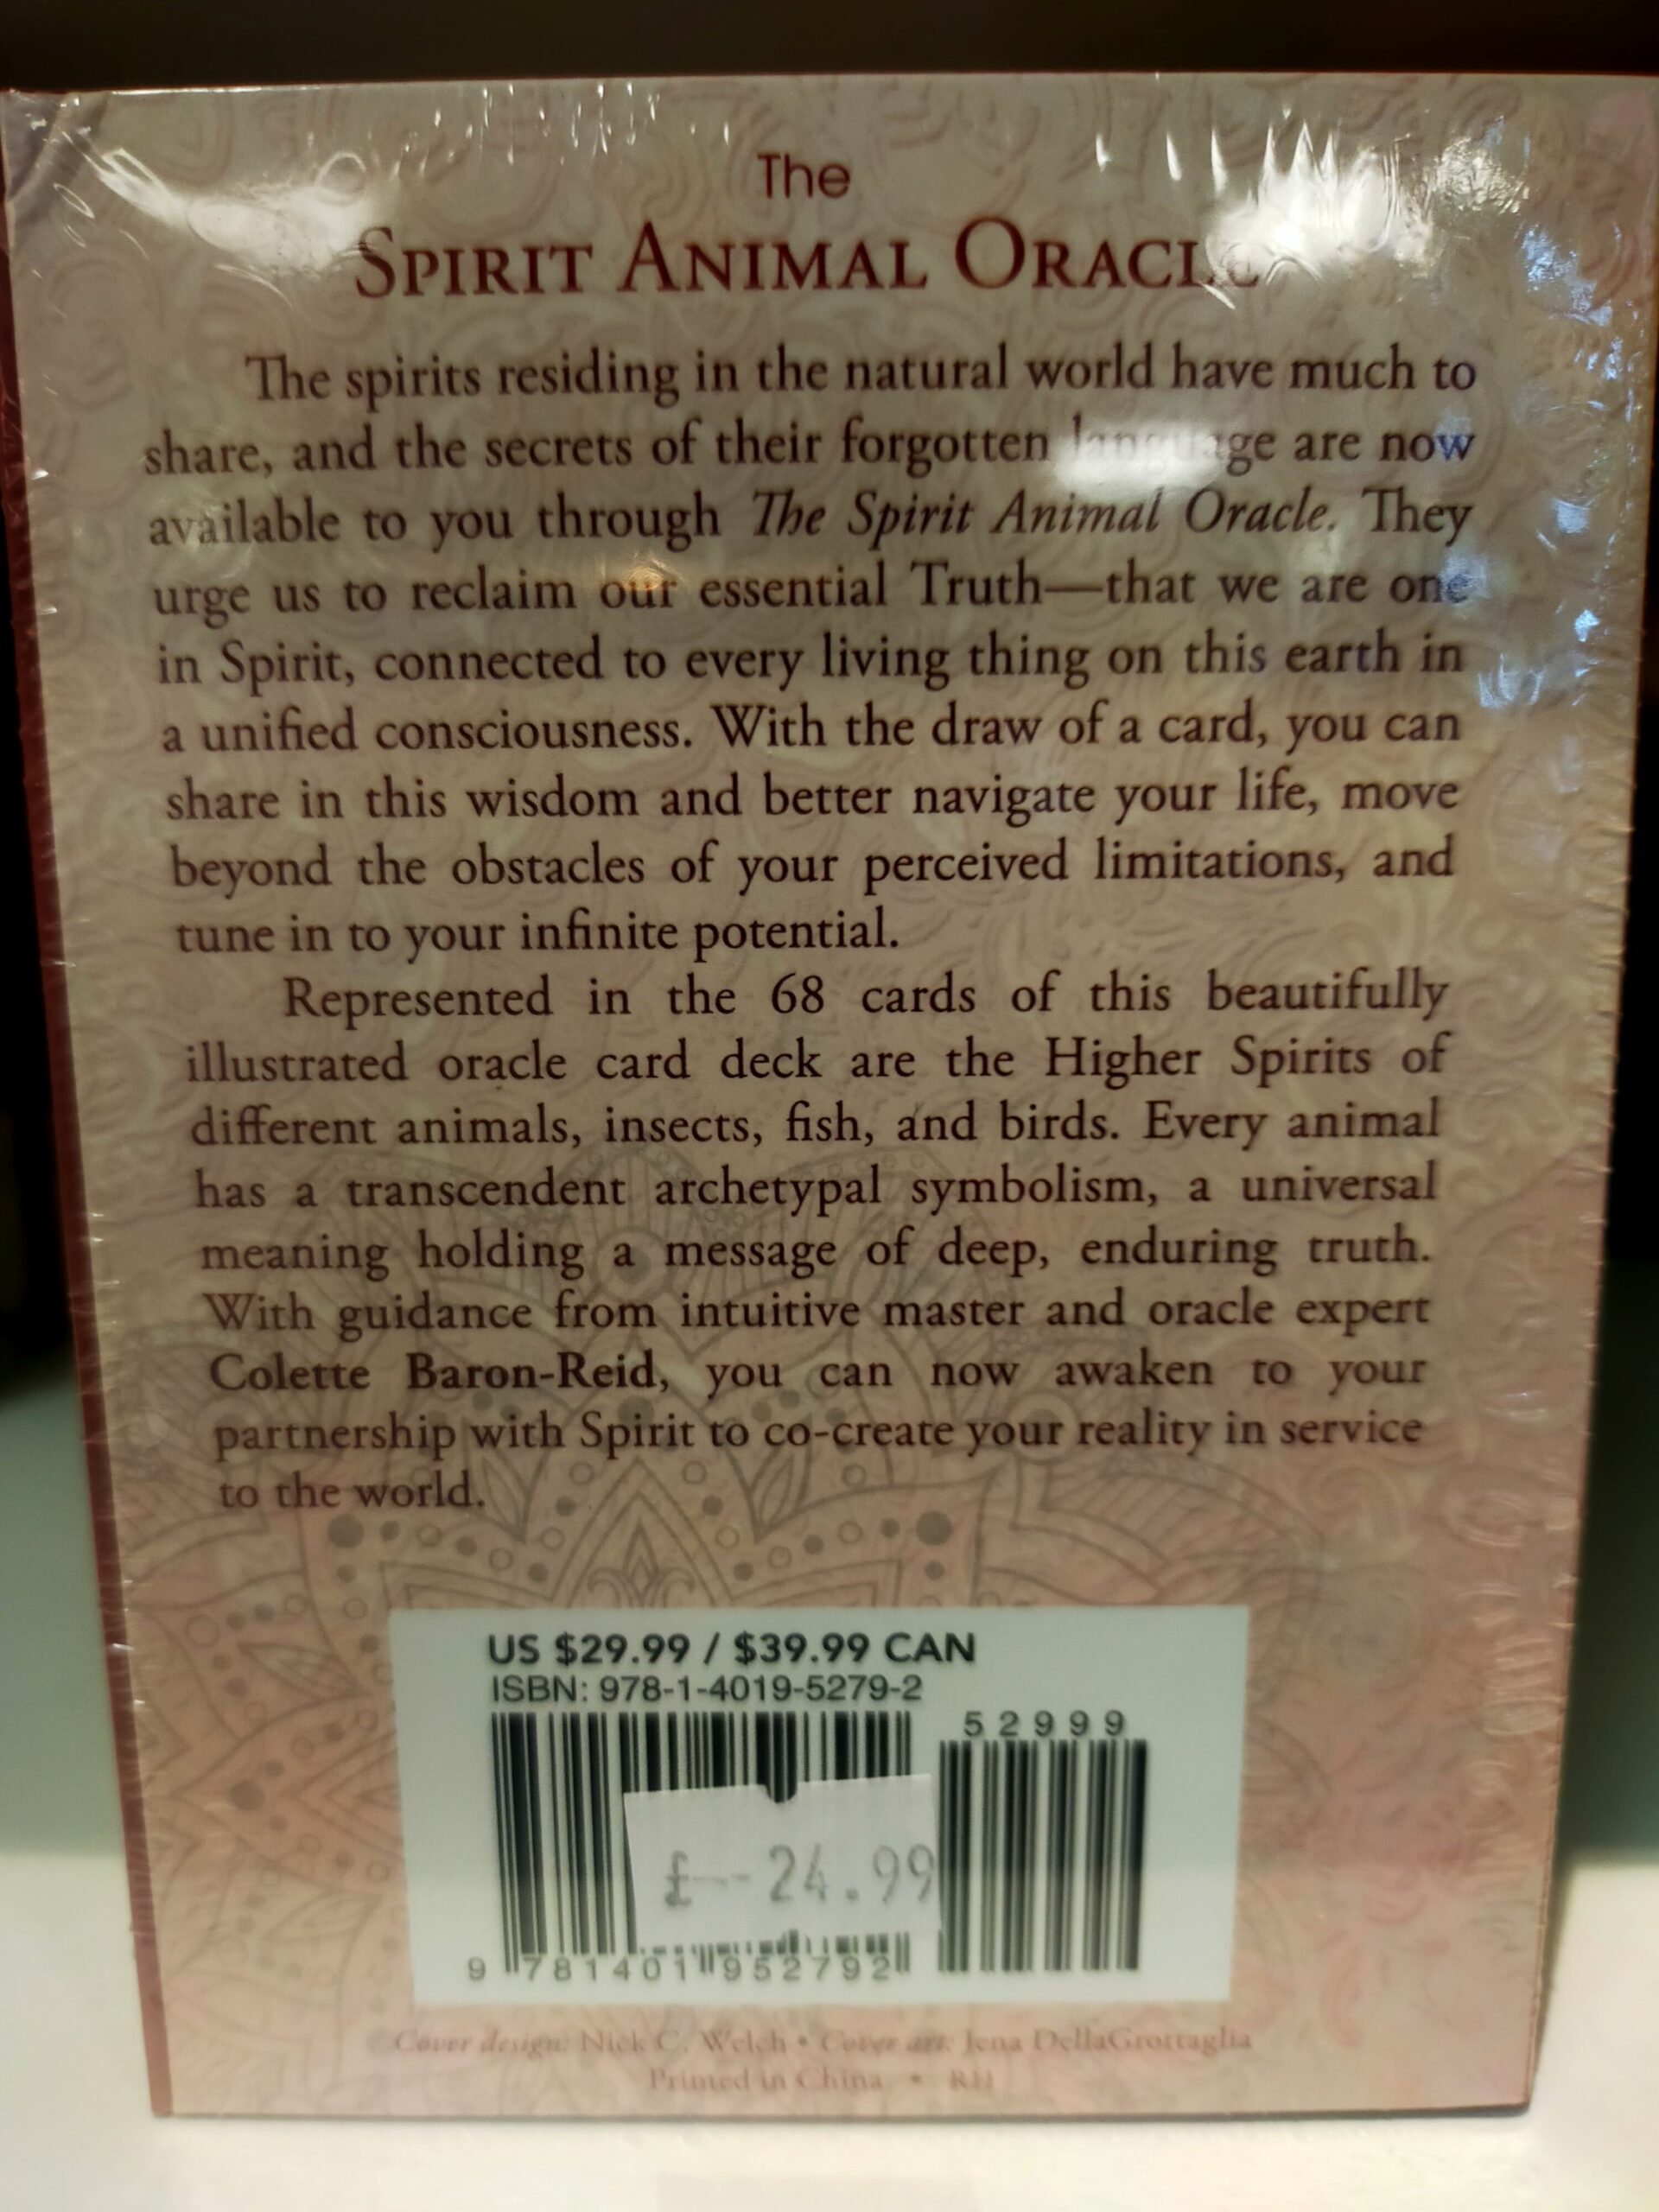 The
SPIRIT ANIMAL ORACLE
The spirits residing in the natural world have much to
share, and the secrets of their forgotten language are now
available to you through The Spirit Animal Oracle. They
urge us to reclaim our essential Truth—that we are one
in Spirit, connected to every living thing on this earth in
a unified consciousness. With the draw of a card, you can
share in this wisdom and better navigate your life, move
beyond the obstacles of your perceived limitations, and
tune in to your infinite potential.
Represented in the 68 cards of this beautifully
illustrated oracle card deck are the Higher Spirits of
different animals, insects, fish, and birds. Every animal
has a transcendent archetypal symbolism, a universal
meaning holding a message of deep, enduring truth.
With guidance from intuitive master and oracle expert
Colette Baron-Reid, you can now awaken to your
partnership with Spirit to co-create your reality in service
to the world.
US $29.99 / $39.99 CAN
ISBN: 978-1-4019-5279-2
52999
£--24.99
9 781401 952792
Cover design: Nick C. Welch • Cover art: Jena DellaGrottaglia
Printed in China •